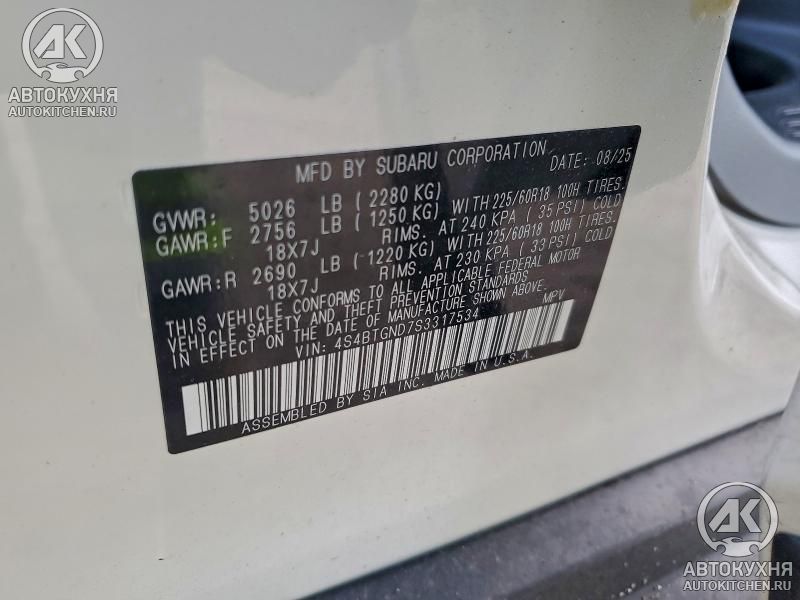 АК
АВТОКУХНЯ
AUTOKITCHEN.RU
MFD BY SUBARU CORPORATION DATE: 08/25
GVWR: 5026 LB ( 2280 KG)
GAWR:F 2756 LB ( 1250 KG) WITH 225/60R18 100H TIRES.
18X7J RIMS. AT 240 KPA ( 35 PSI) COLD
GAWR:R 2690 LB ( 1220 KG) WITH 225/60R18 100H TIRES.
18X7J RIMS. AT 230 KPA ( 33 PSI) COLD
THIS VEHICLE CONFORMS TO ALL APPLICABLE FEDERAL MOTOR
VEHICLE SAFETY AND THEFT PREVENTION STANDARDS IN
EFFECT ON THE DATE OF MANUFACTURE SHOWN ABOVE.
VIN: 4S4BTGND7S3317534 MPV
ASSEMBLED BY SIA INC. MADE IN U.S.A.
АК
АВТОКУХНЯ
AUTOKITCHEN.RU